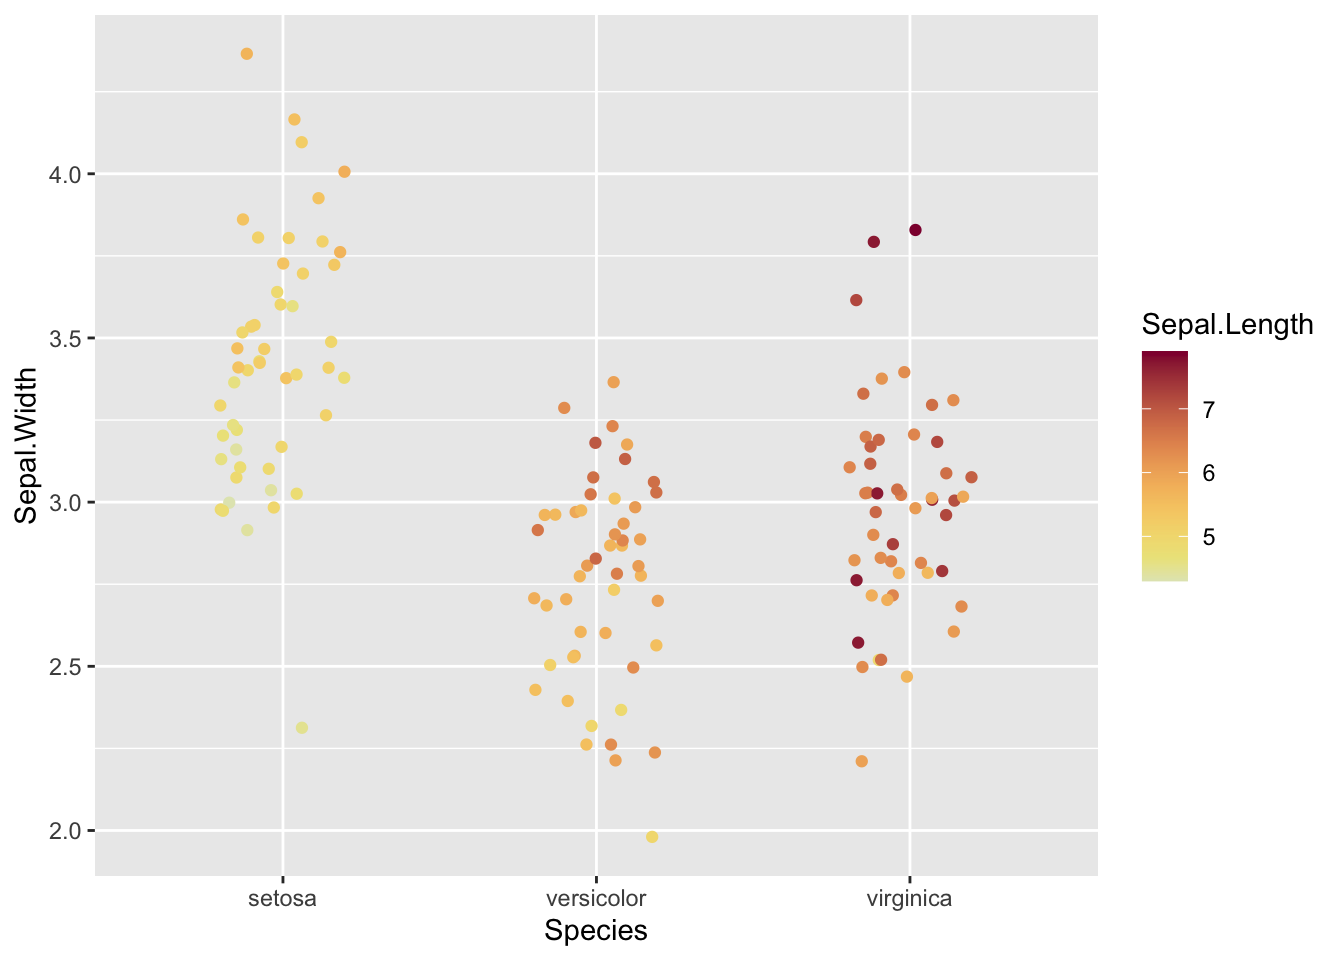 Sepal.Width
4.0
3.5
3.0
2.5
2.0
setosa
versicolor
virginica
Species
Sepal.Length
7
6
5